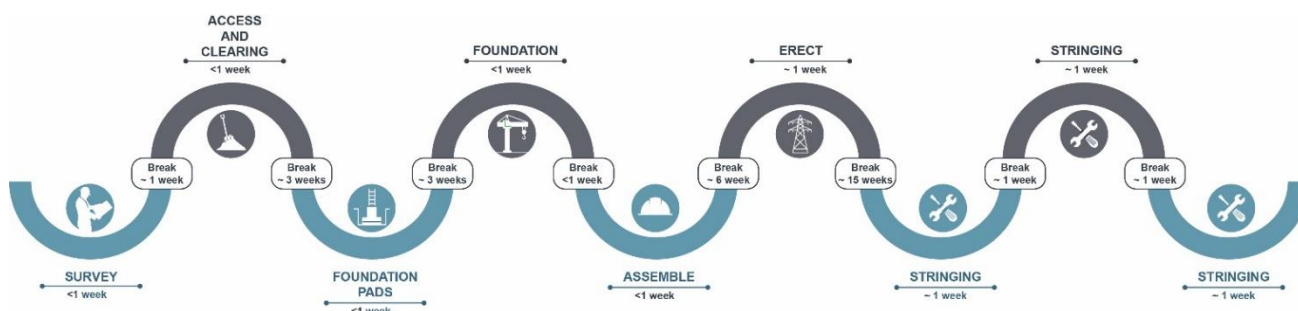 SURVEY
<1 week
Break
~ 1 week
ACCESS
AND
CLEARING
<1 week
Break
~ 3 weeks
FOUNDATION
PADS
<1 week
Break
~ 3 weeks
FOUNDATION
<1 week
Break
<1 week
ASSEMBLE
<1 week
Break
~ 6 week
ERECT
~ 1 week
Break
~ 15 weeks
STRINGING
~ 1 week
Break
~ 1 week
STRINGING
~ 1 week
Break
~ 1 week
STRINGING
~ 1 week